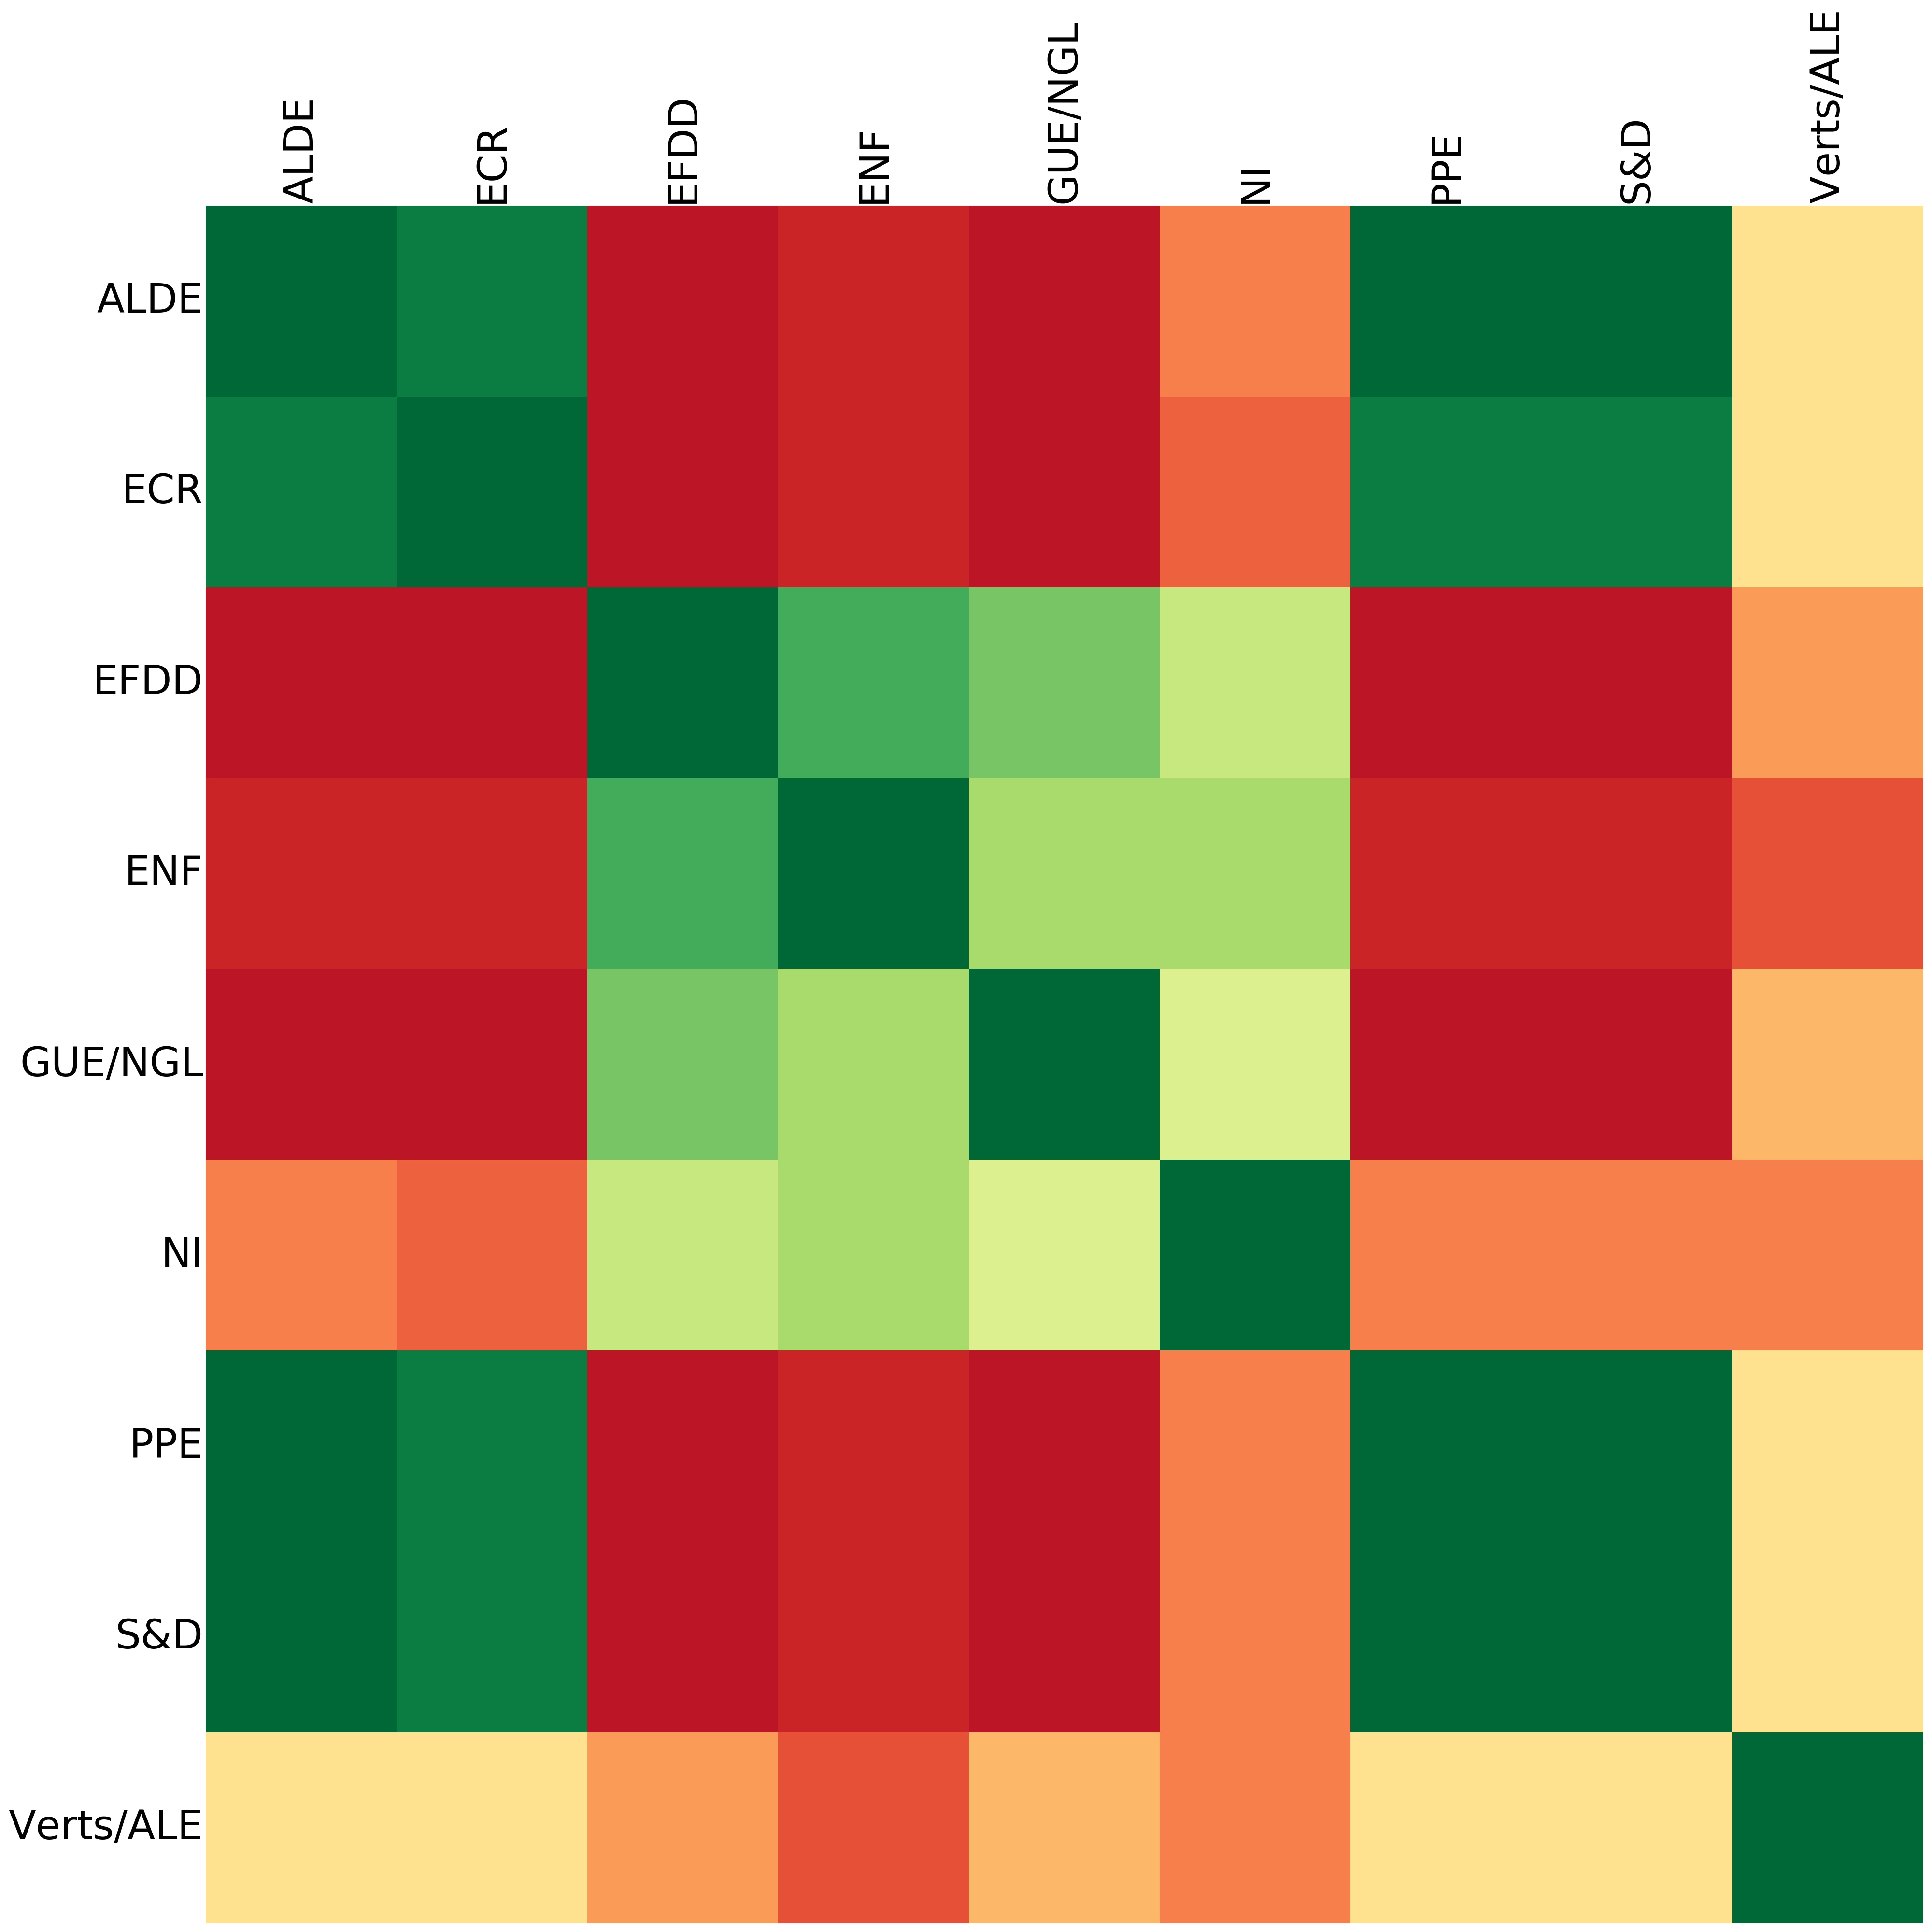 ALDE
ECR
EFDD
ENF
GUE/NGL
NI
PPE
S&D
Verts/ALE
ALDE
ECR
EFDD
ENF
GUE/NGL
NI
PPE
S&D
Verts/ALE